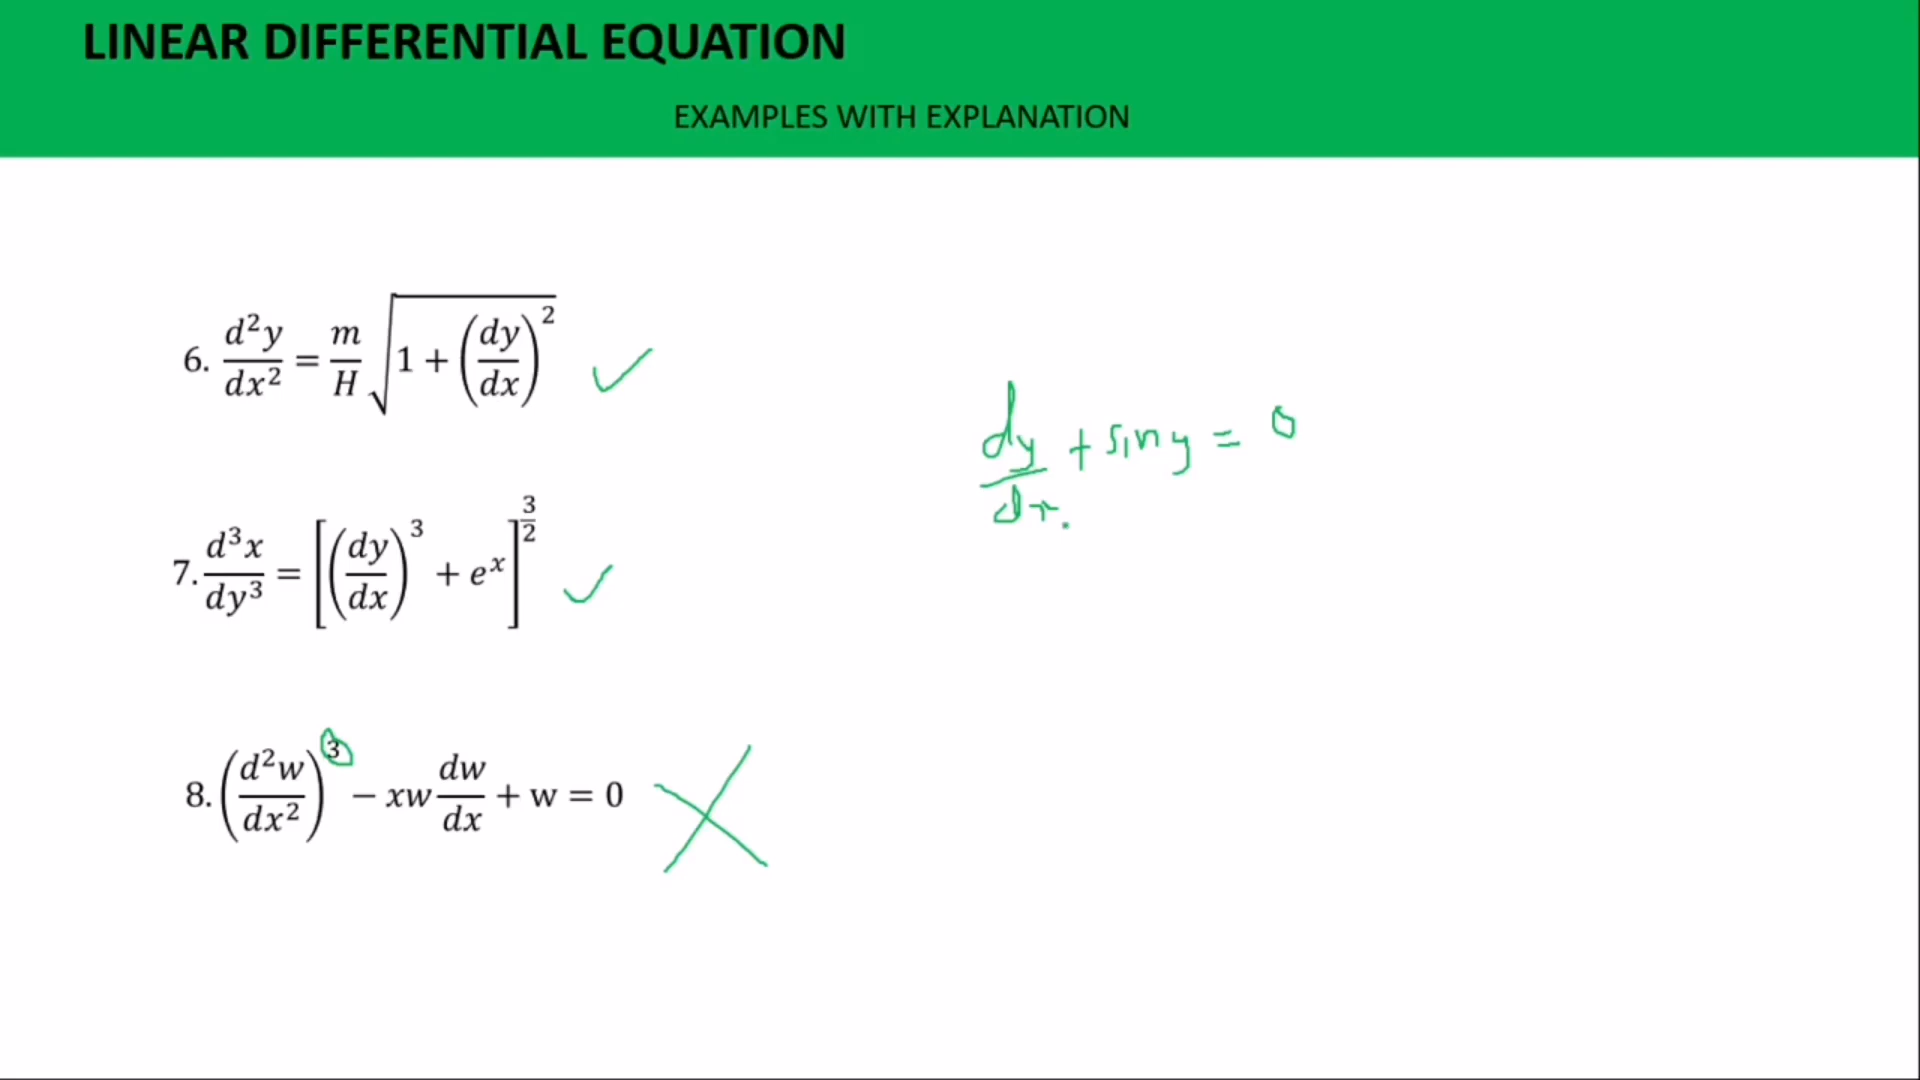 LINEAR DIFFERENTIAL EQUATION
EXAMPLES WITH EXPLANATION
6. d²y/dx² = m/H √(1 + (dy/dx)²)
dy/dx + sin y = 0
7. d³x/dy³ = [(dy/dx)³ + eˣ]^(3/2)
8. (d²w/dx²)³ − xw dw/dx + w = 0